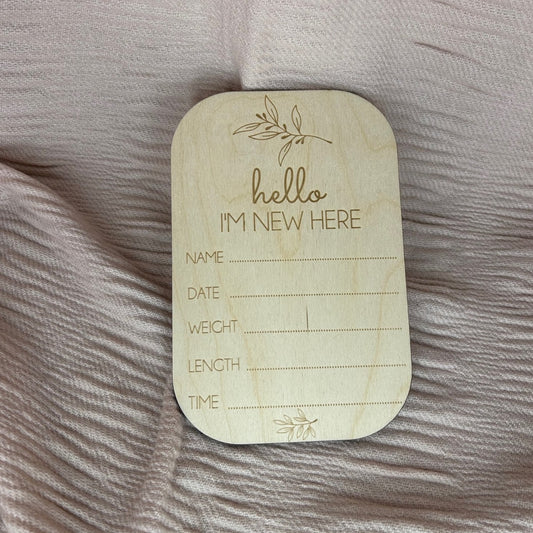 hello
I'M NEW HERE
NAME
DATE
WEIGHT
LENGTH
TIME